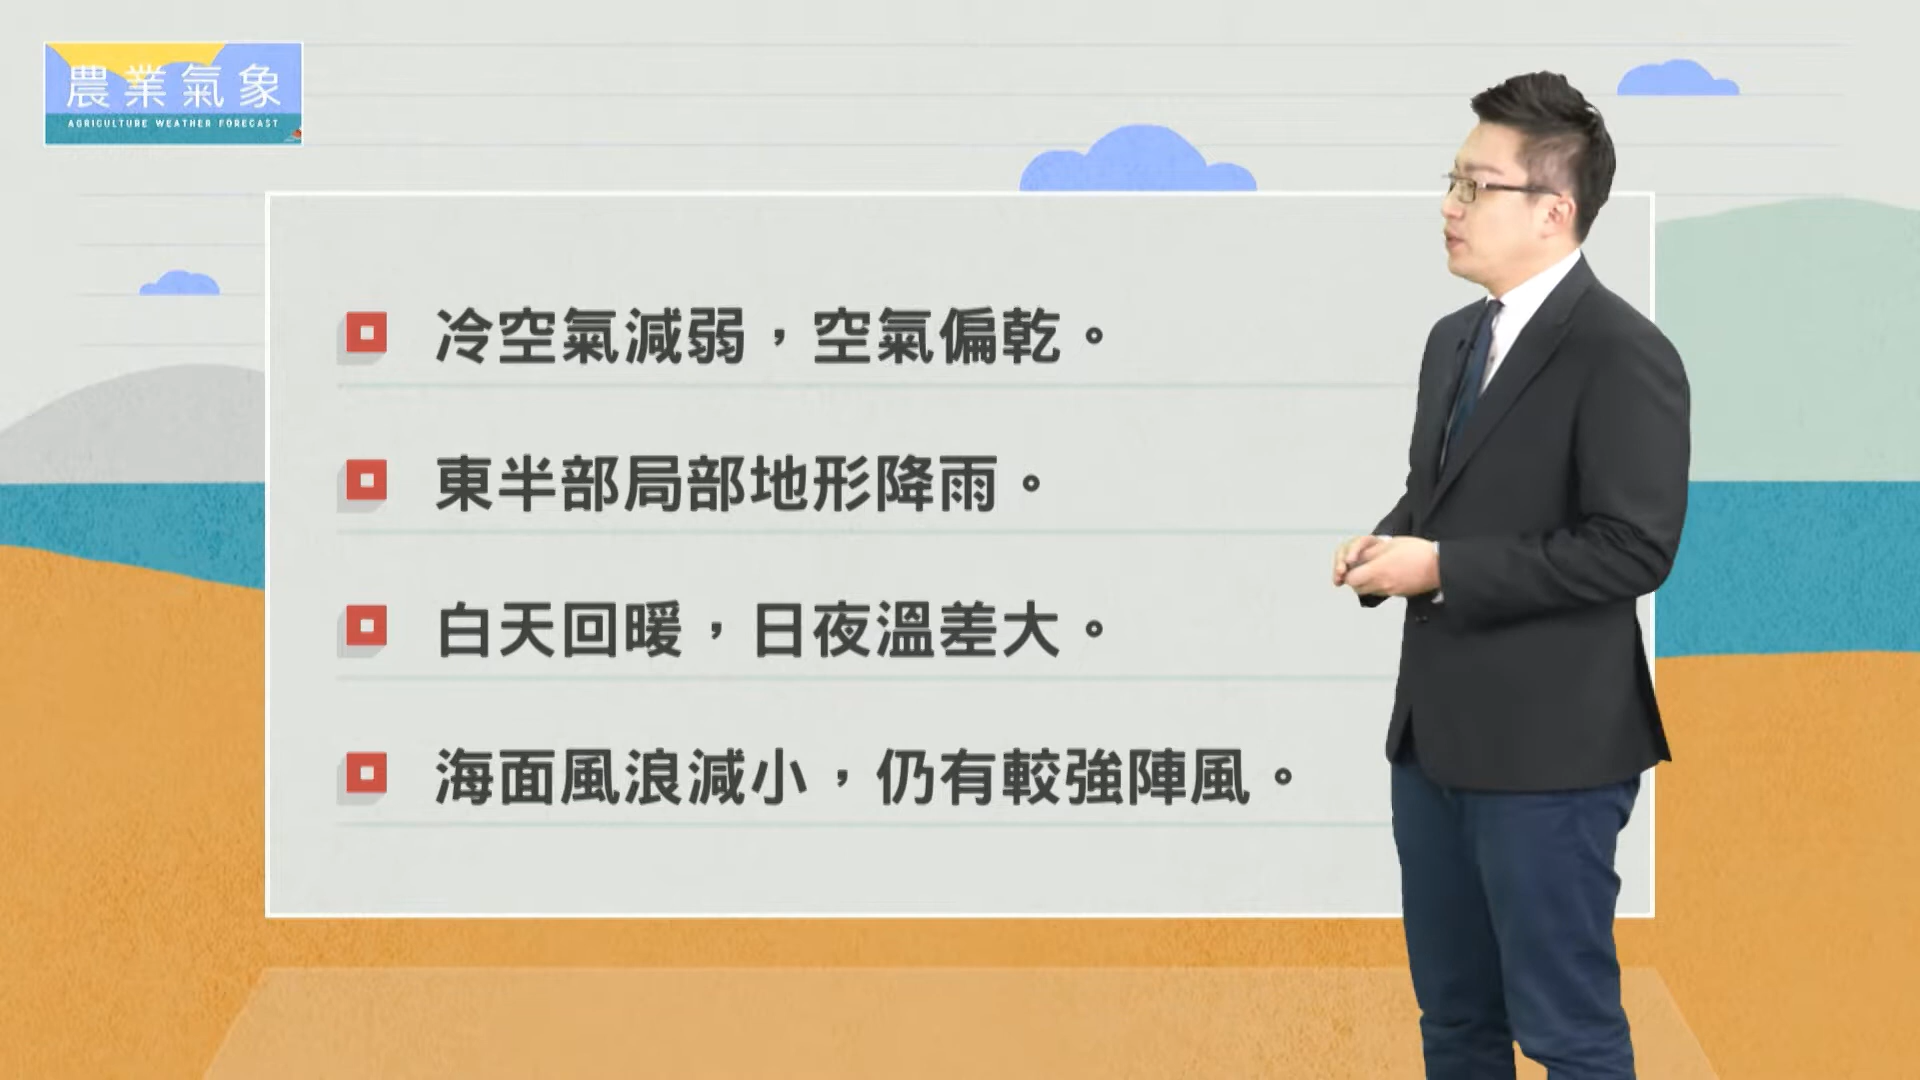 農業氣象
AGRICULTURE WEATHER FORECAST
冷空氣減弱，空氣偏乾。
東半部局部地形降雨。
白天回暖，日夜溫差大。
海面風浪減小，仍有較強陣風。